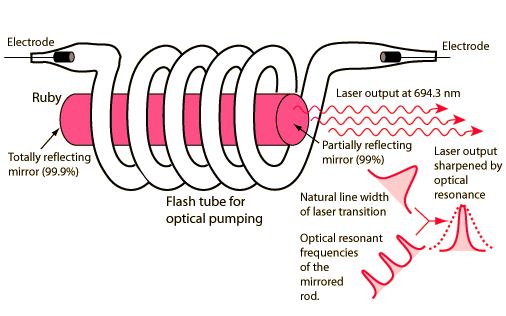 Electrode
Electrode
Ruby
Laser output at 694.3 nm
Totally reflecting
mirror (99.9%)
Partially reflecting
mirror (99%)
Laser output
sharpened by
optical
resonance
Flash tube for
optical pumping
Natural line width
of laser transition
Optical resonant
frequencies
of the
mirrored
rod.